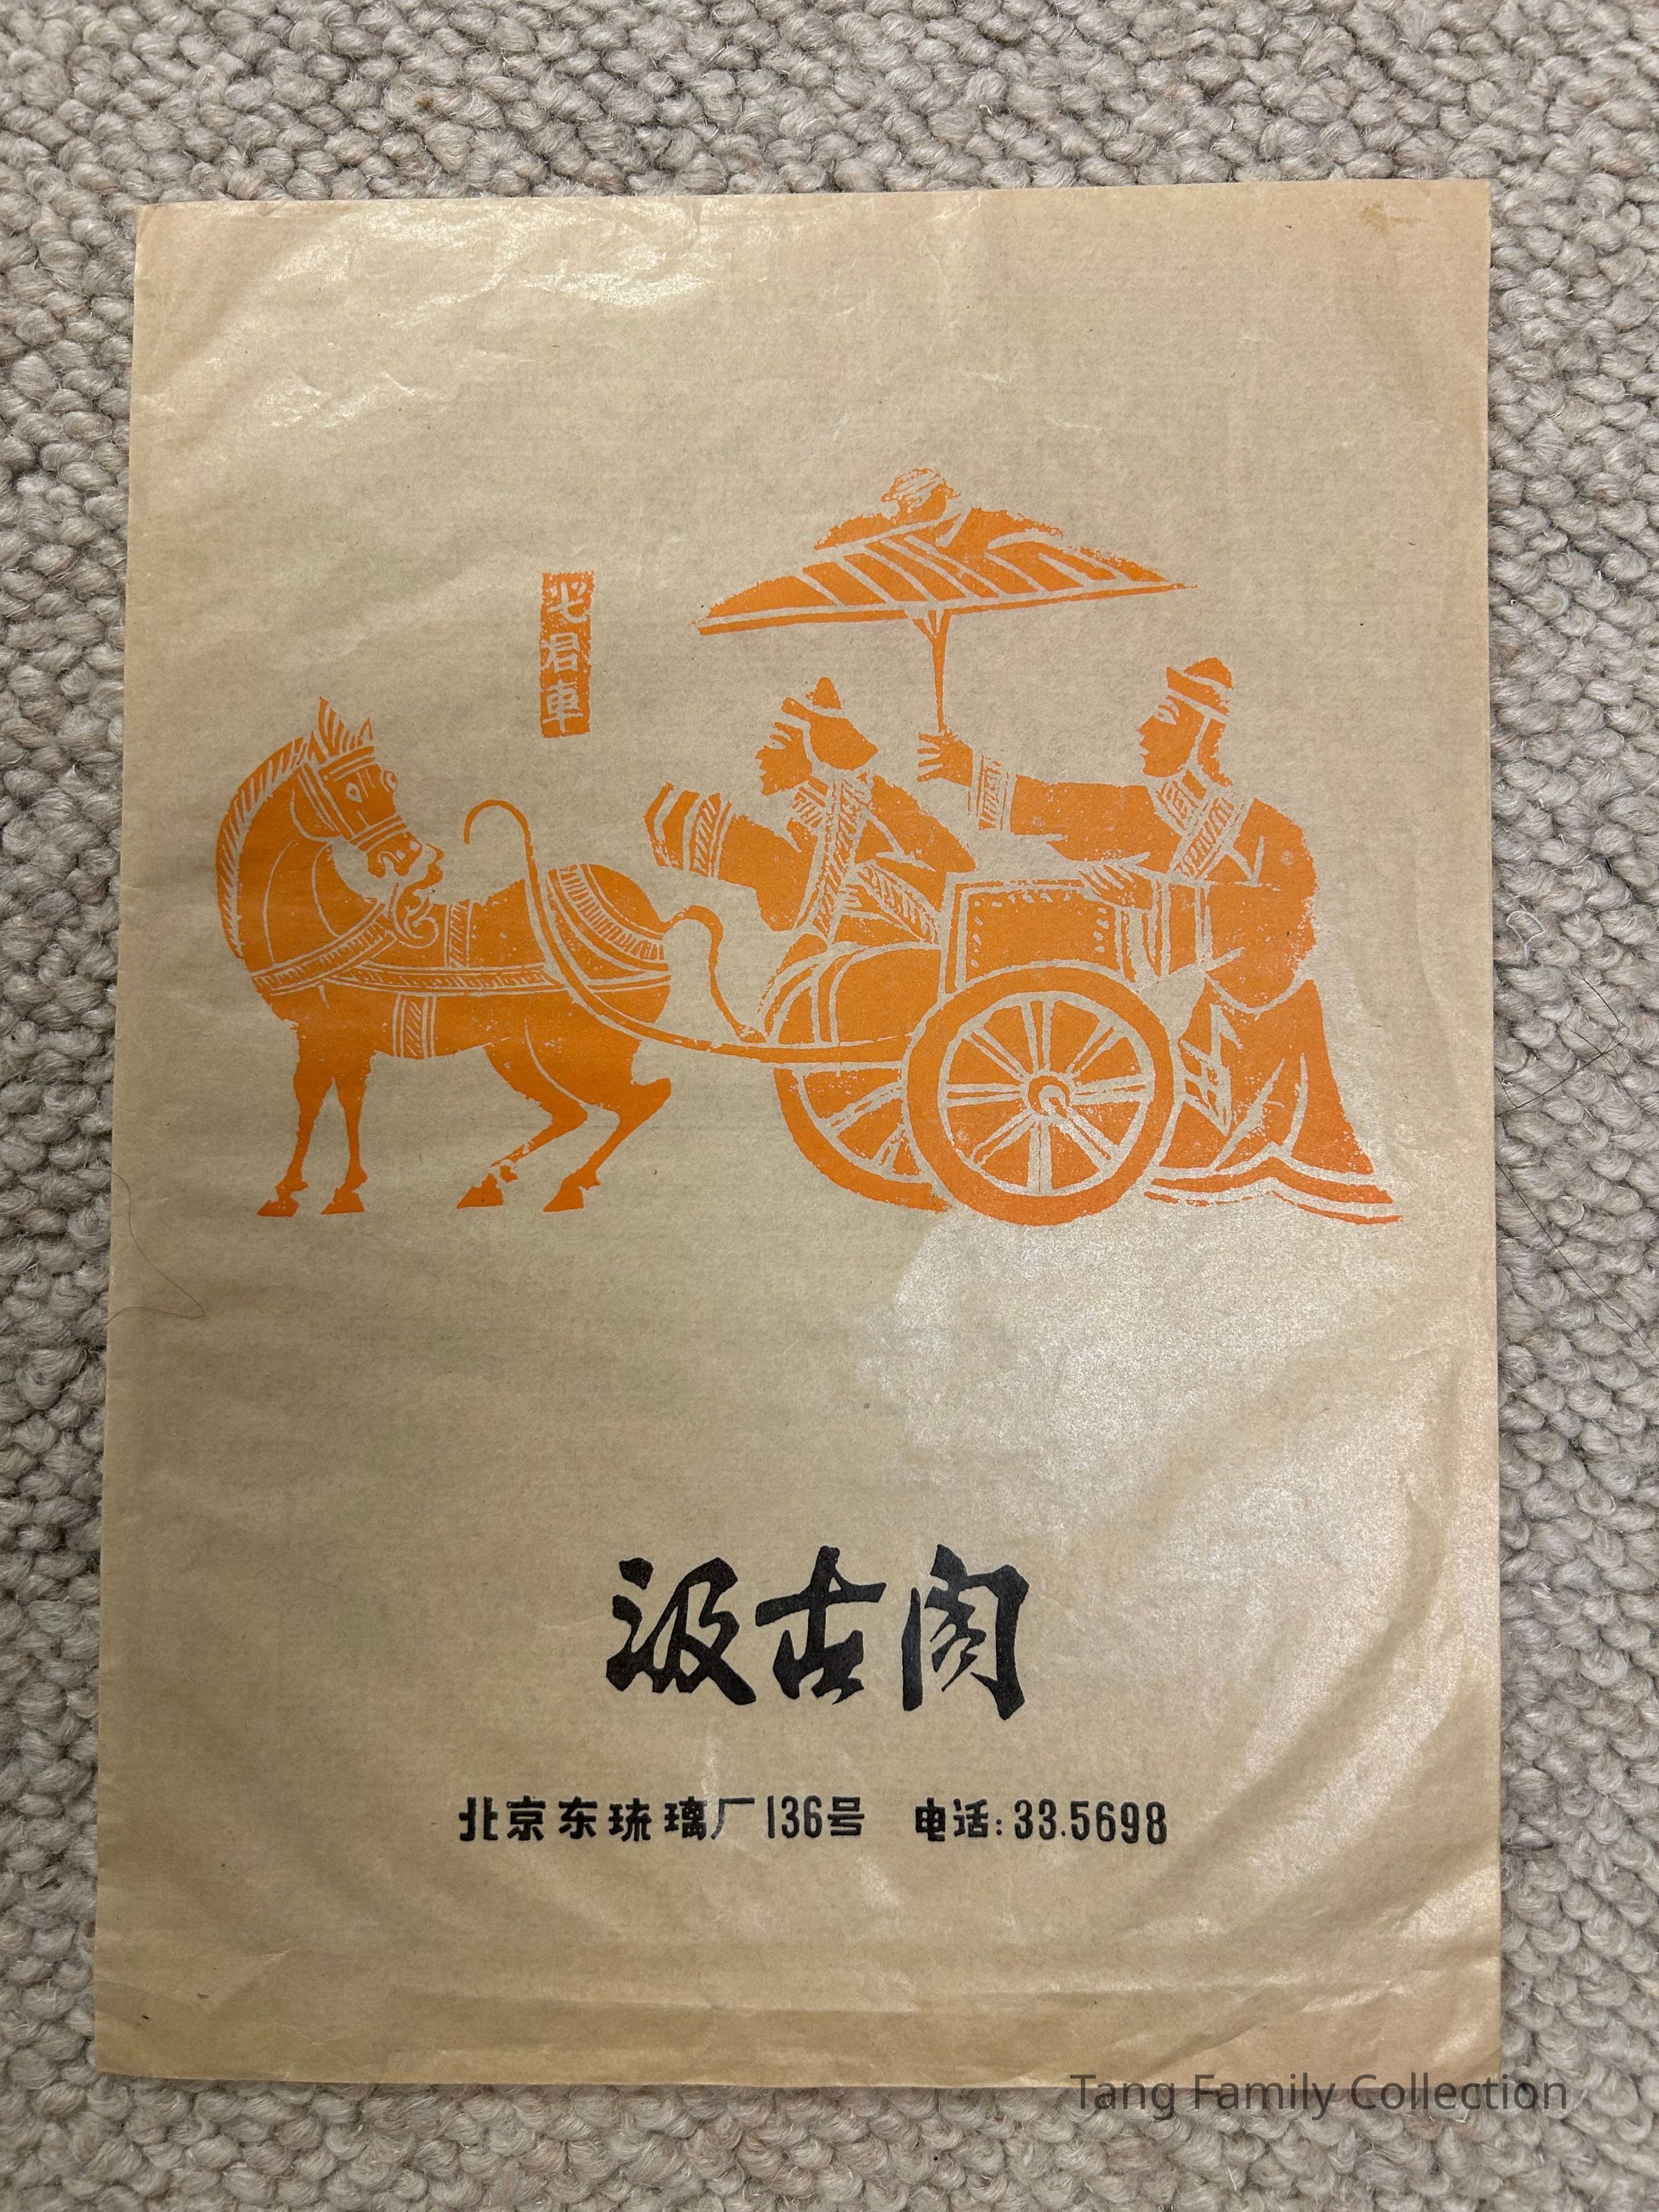 君車
汲古阁
北京东琉璃厂136号 电话:33.5698
Tang Family Collection